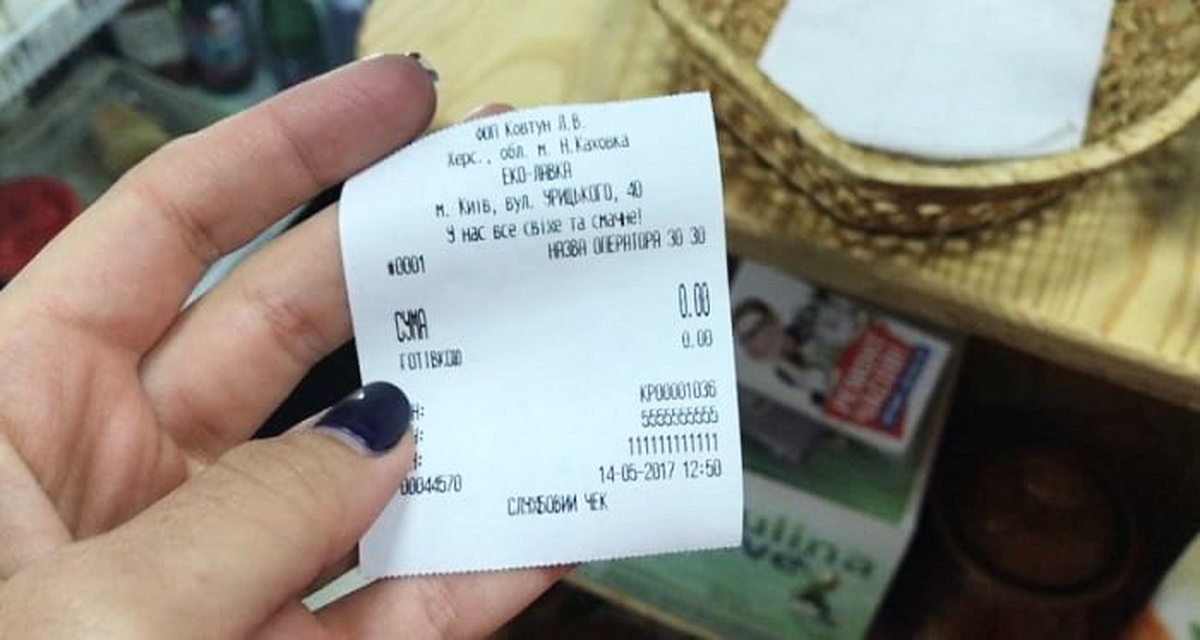 ФОП Ковтун Л.В.
Херс., обл. м. Н.Каховка
ЕКО-ЛАВКА
м. Київ, вул. УРИЦЬКОГО, 40
У нас все свіже та смачне!
НАЗВА ОПЕРАТОРА 30 30
#0001
СУМА 0.00
ГОТІВКОЮ 0.00
Н: КР00001036
5555555555
111111111111
00044570 14-05-2017 12:50
СЛУЖБОВИЙ ЧЕК